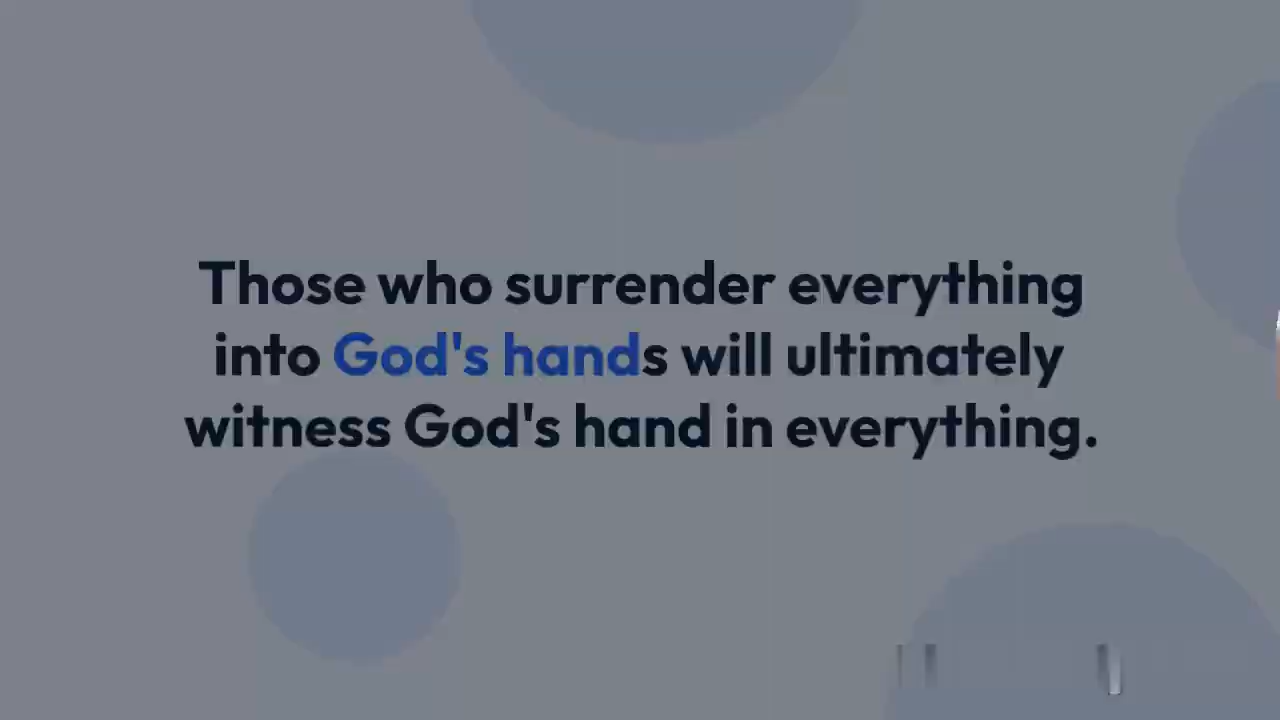 Those who surrender everything
into God's hands will ultimately
witness God's hand in everything.